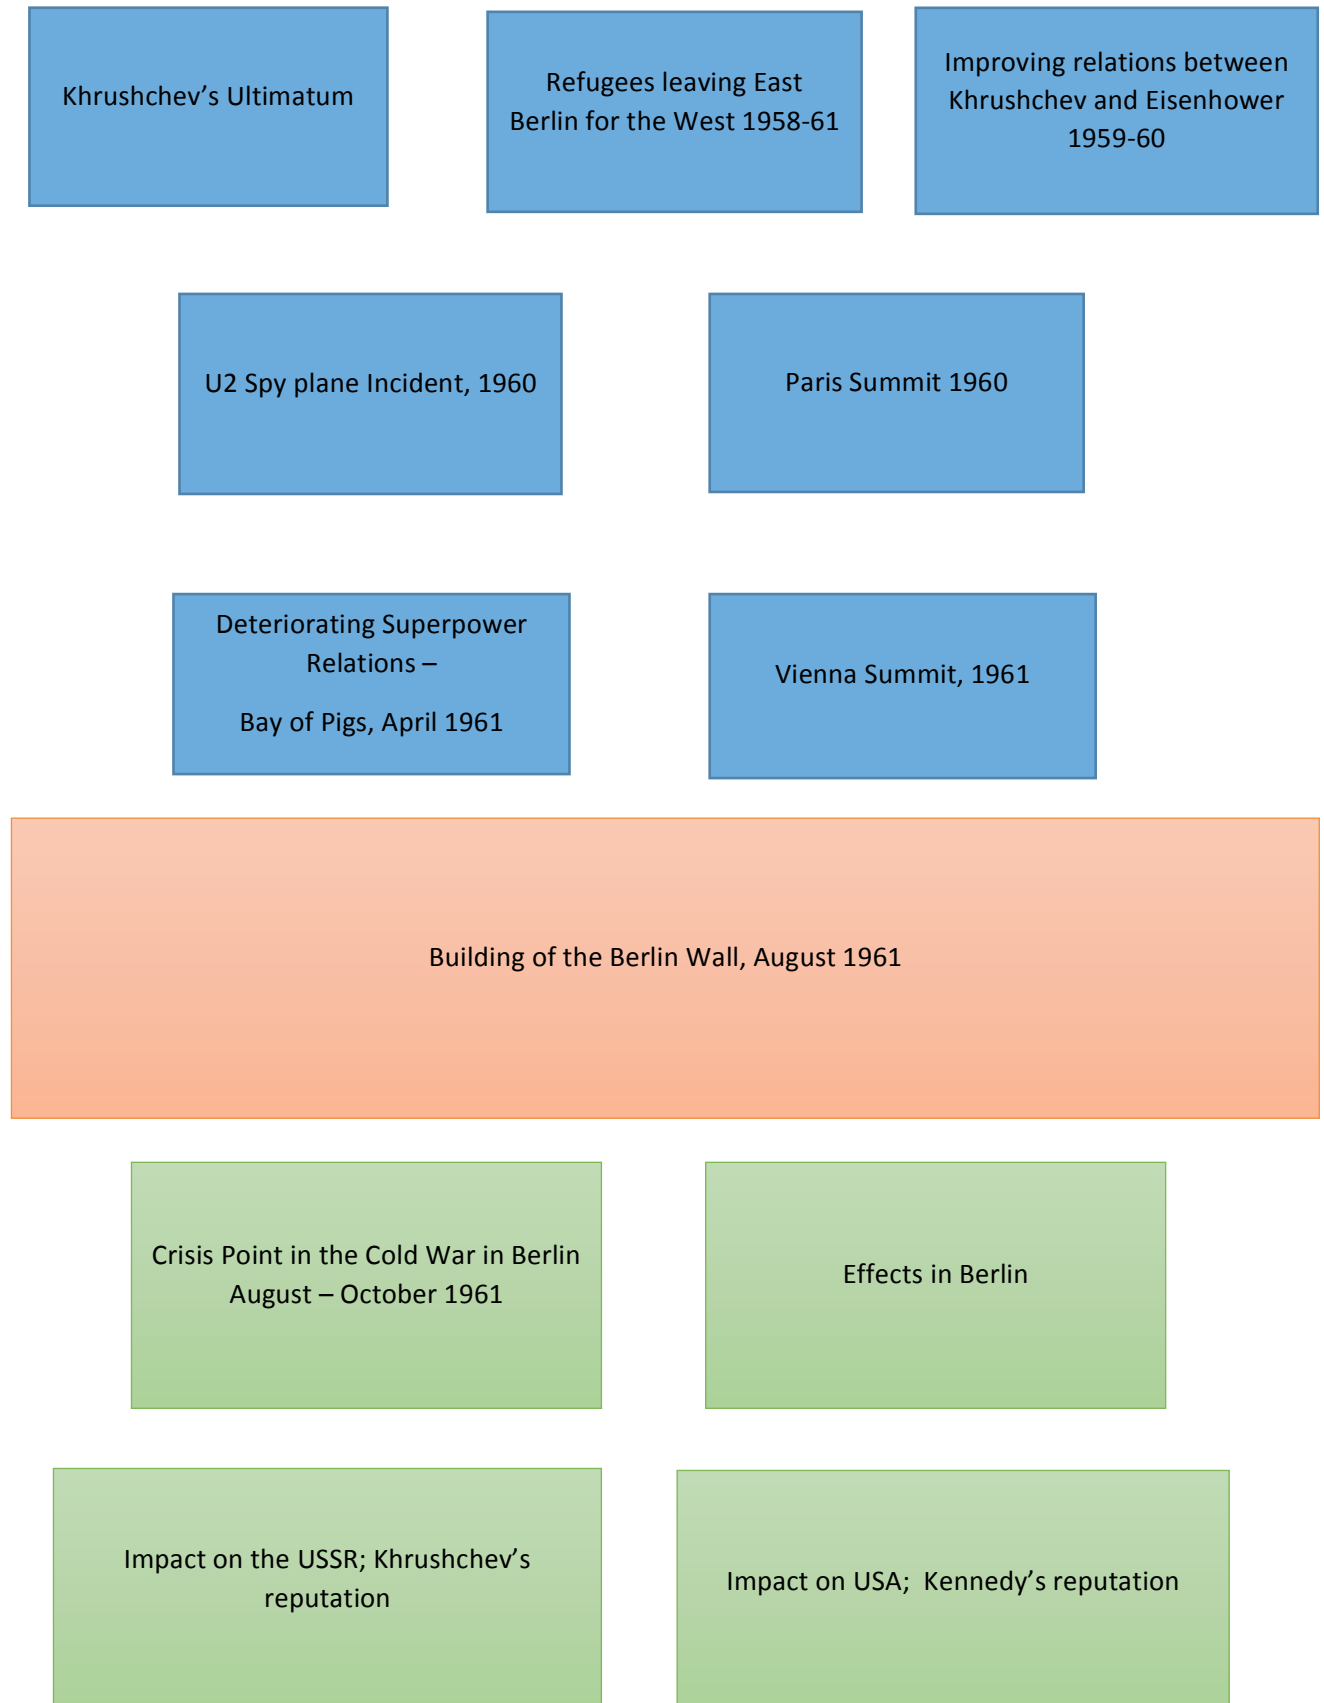 Khrushchev’s Ultimatum
Refugees leaving East
Berlin for the West 1958-61
Improving relations between
Khrushchev and Eisenhower
1959-60
U2 Spy plane Incident, 1960
Paris Summit 1960
Deteriorating Superpower
Relations –
Bay of Pigs, April 1961
Vienna Summit, 1961
Building of the Berlin Wall, August 1961
Crisis Point in the Cold War in Berlin
August – October 1961
Effects in Berlin
Impact on the USSR; Khrushchev’s
reputation
Impact on USA;  Kennedy’s reputation